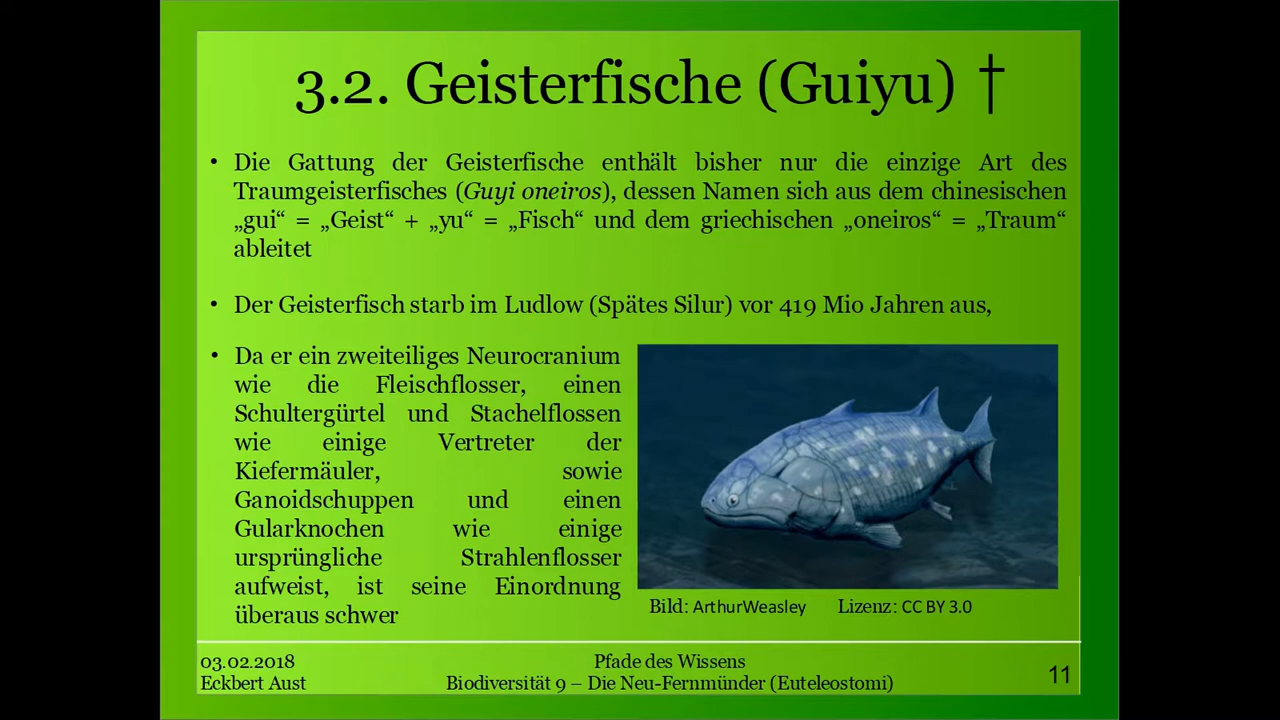 3.2. Geisterfische (Guiyu) †
• Die Gattung der Geisterfische enthält bisher nur die einzige Art des
Traumgeisterfisches (Guyi oneiros), dessen Namen sich aus dem chinesischen
„gui“ = „Geist“ + „yu“ = „Fisch“ und dem griechischen „oneiros“ = „Traum“
ableitet
• Der Geisterfisch starb im Ludlow (Spätes Silur) vor 419 Mio Jahren aus,
• Da er ein zweiteiliges Neurocranium
wie die Fleischflosser, einen
Schultergürtel und Stachelflossen
wie einige Vertreter der
Kiefermäuler, sowie
Ganoidschuppen und einen
Gularknochen wie einige
ursprüngliche Strahlenflosser
aufweist, ist seine Einordnung
überaus schwer
Bild: ArthurWeasley Lizenz: CC BY 3.0
03.02.2018
Eckbert Aust
Pfade des Wissens
Biodiversität 9 – Die Neu-Fernmünder (Euteleostomi)
11